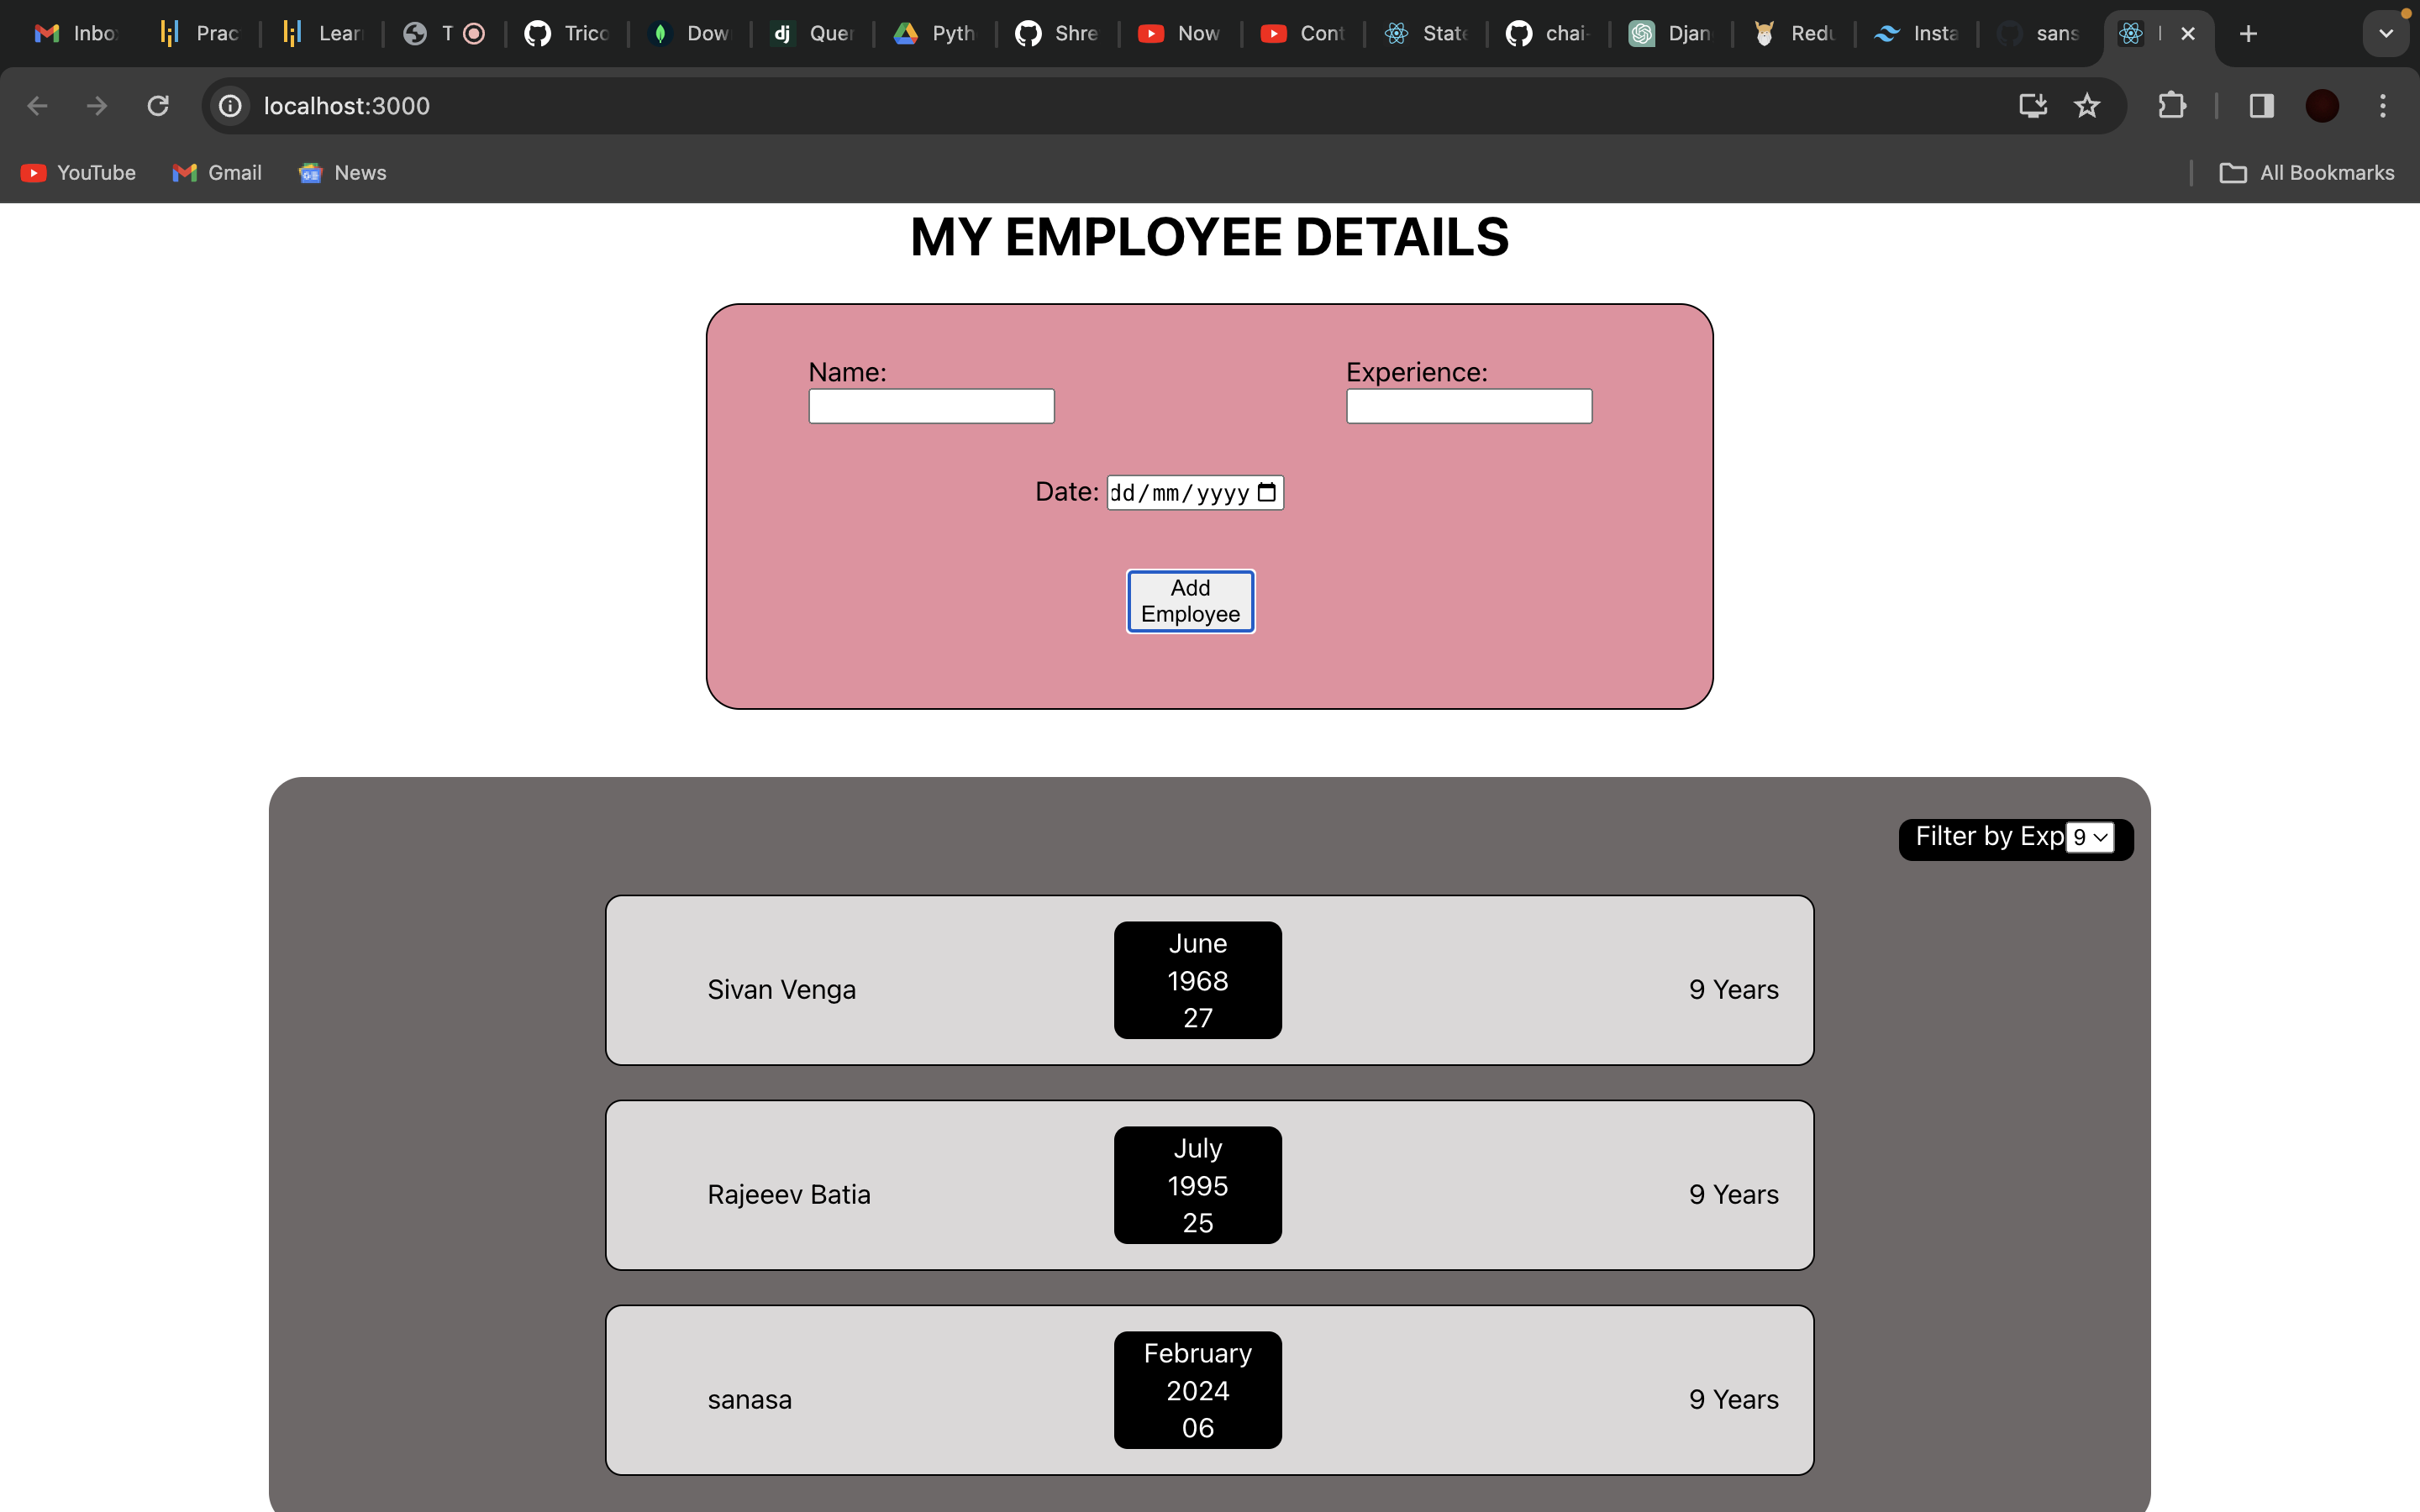 Inbo Prac Lear T Trico Dow dj Quer Pyth Shre Now Cont State chai- Djan Redu Insta sans
localhost:3000
YouTube Gmail News All Bookmarks
MY EMPLOYEE DETAILS
Name: Experience:
Date: dd/mm/yyyy
Add
Employee
Filter by Exp 9
June
1968
Sivan Venga 9 Years
27
July
1995
Rajeeev Batia 9 Years
25
February
2024
sanasa 9 Years
06